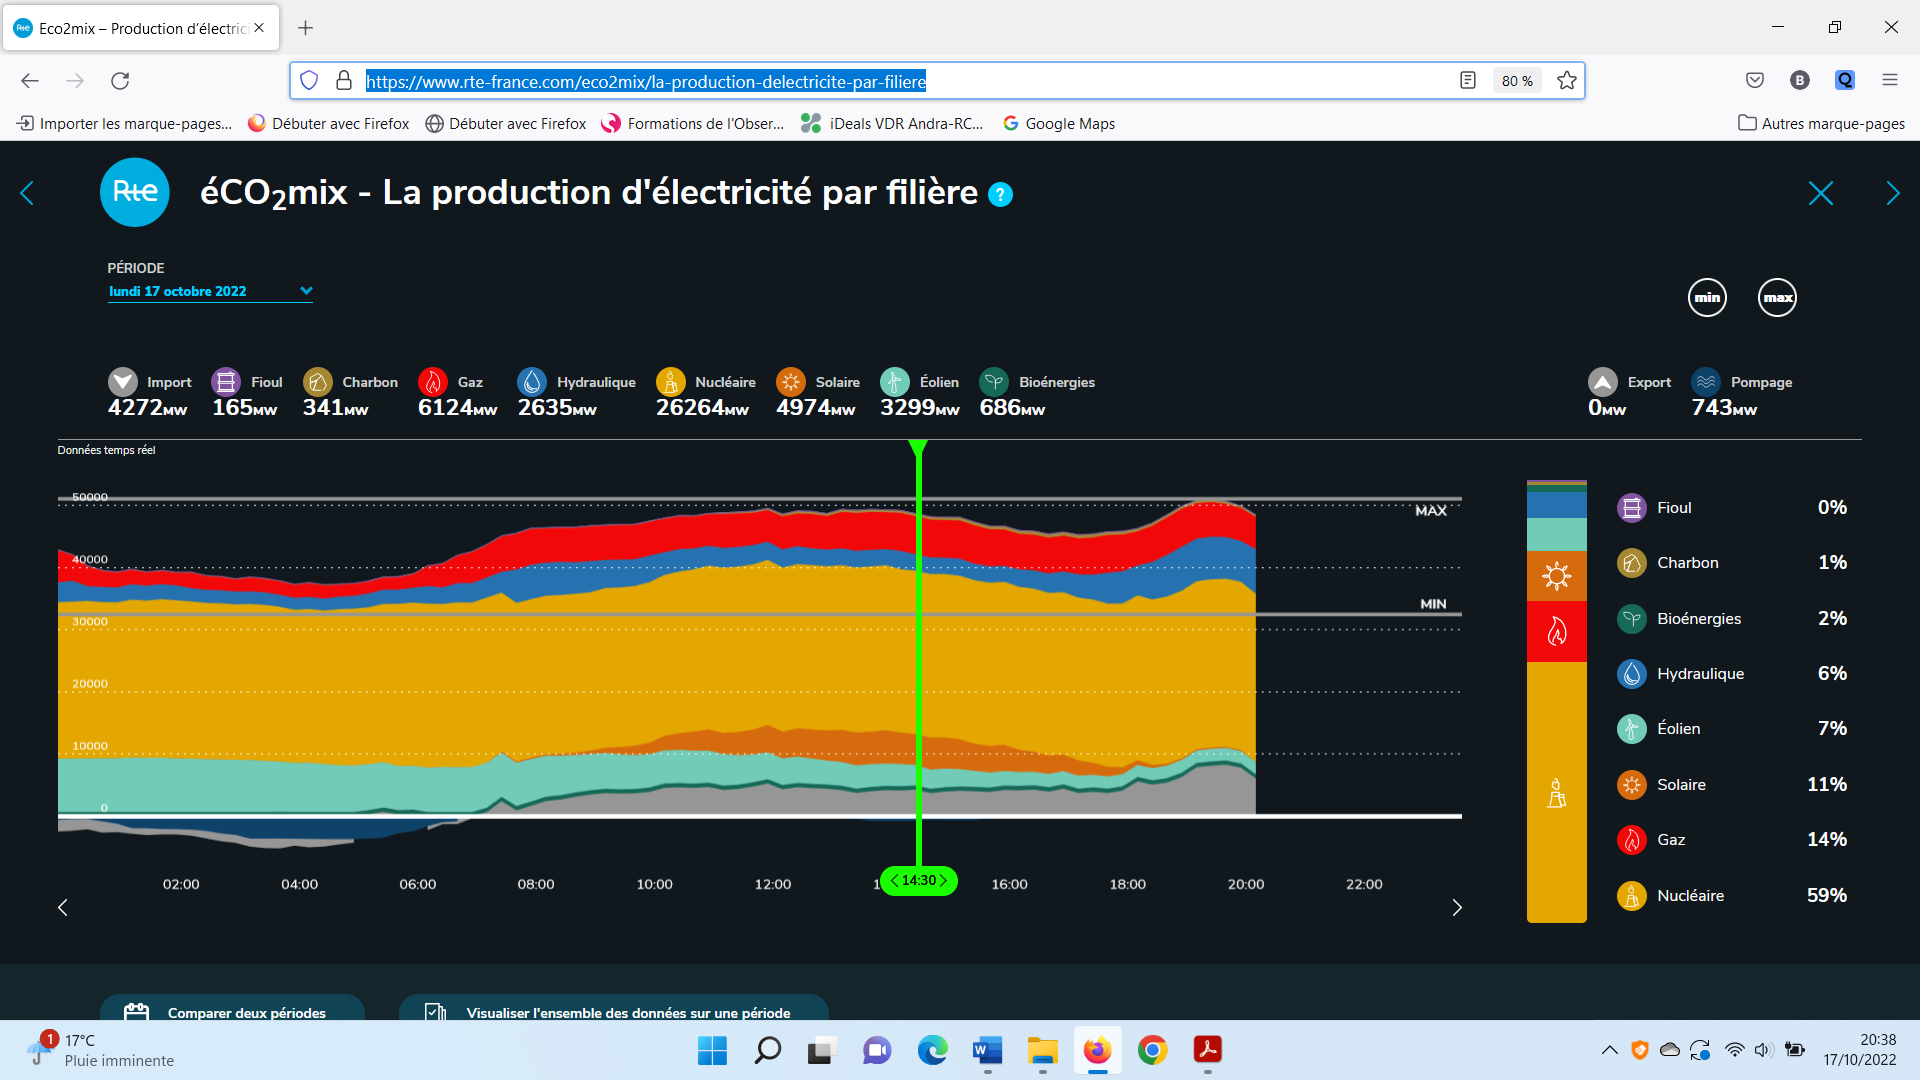 Rte Eco2mix – Production d'électrici
https://www.rte-france.com/eco2mix/la-production-delectricite-par-filiere
80 %
B
Q
Importer les marque-pages...
Débuter avec Firefox
Débuter avec Firefox
Formations de l'Obser...
iDeals VDR Andra-RC...
Google Maps
Autres marque-pages
Rte
éCO₂mix - La production d'électricité par filière ?
PÉRIODE
lundi 17 octobre 2022
min
max
Import
4272MW
Fioul
165MW
Charbon
341MW
Gaz
6124MW
Hydraulique
2635MW
Nucléaire
26264MW
Solaire
4974MW
Éolien
3299MW
Bioénergies
686MW
Export
0MW
Pompage
743MW
Données temps réel
50000
MAX
40000
MIN
30000
20000
10000
0
02:00
04:00
06:00
08:00
10:00
12:00
1
14:30
16:00
18:00
20:00
22:00
Fioul 0%
Charbon 1%
Bioénergies 2%
Hydraulique 6%
Éolien 7%
Solaire 11%
Gaz 14%
Nucléaire 59%
Comparer deux périodes
Visualiser l'ensemble des données sur une période
1
17°C
Pluie imminente
W
20:38
17/10/2022